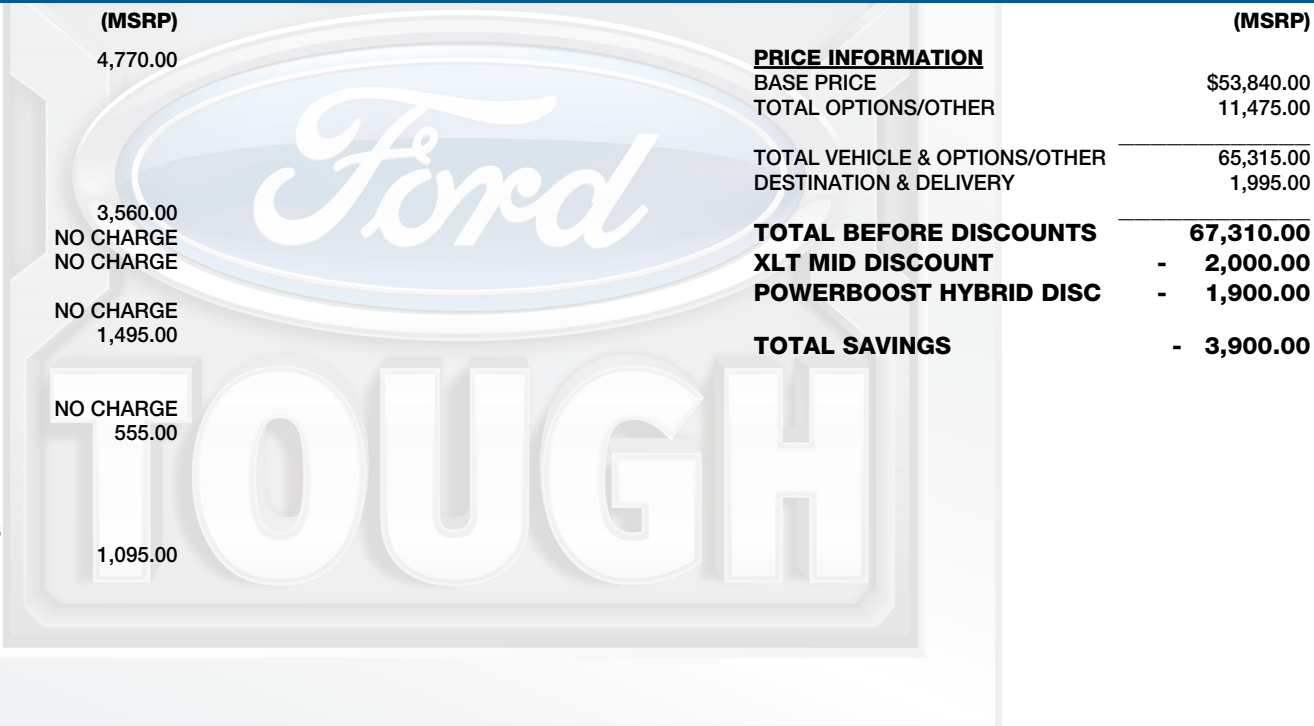 (MSRP)
4,770.00
3,560.00
NO CHARGE
NO CHARGE
NO CHARGE
1,495.00
NO CHARGE
555.00
1,095.00
Ford
TOUGH
(MSRP)
PRICE INFORMATION
BASE PRICE $53,840.00
TOTAL OPTIONS/OTHER 11,475.00
TOTAL VEHICLE & OPTIONS/OTHER 65,315.00
DESTINATION & DELIVERY 1,995.00
TOTAL BEFORE DISCOUNTS 67,310.00
XLT MID DISCOUNT - 2,000.00
POWERBOOST HYBRID DISC - 1,900.00
TOTAL SAVINGS - 3,900.00